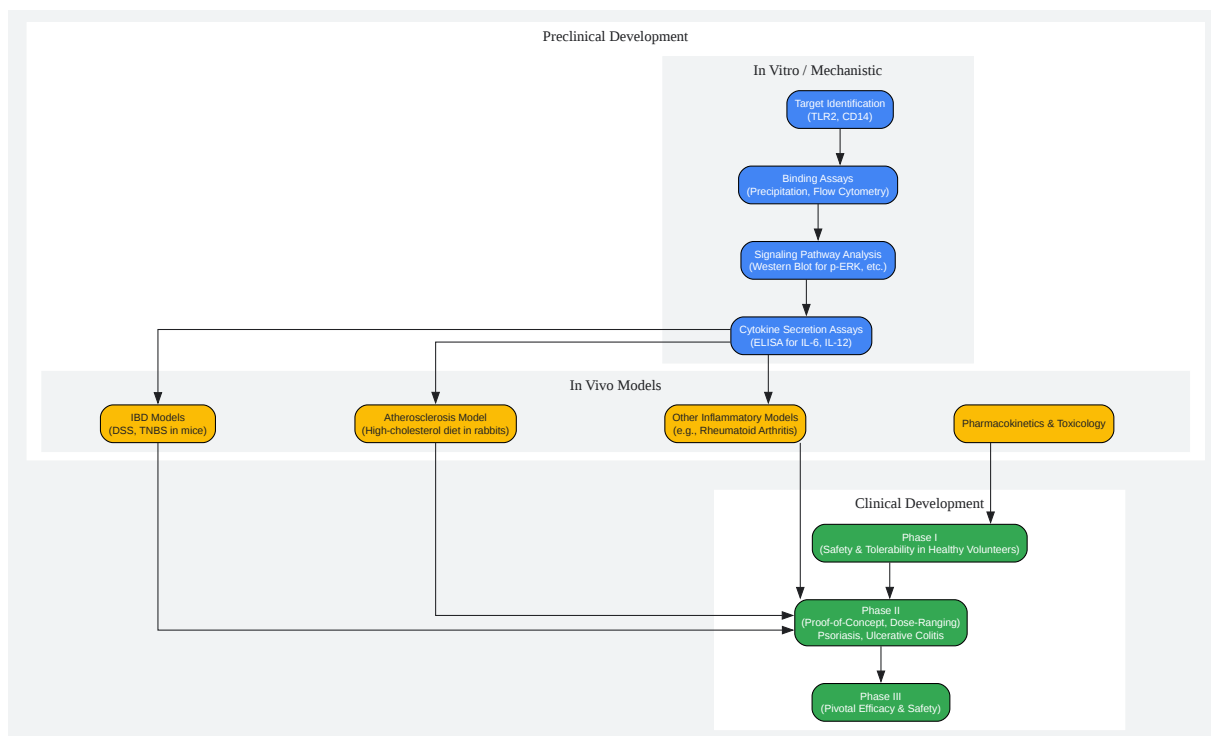 Preclinical Development
In Vitro / Mechanistic
Target Identification
(TLR2, CD14)
Binding Assays
(Precipitation, Flow Cytometry)
Signaling Pathway Analysis
(Western Blot for p-ERK, etc.)
Cytokine Secretion Assays
(ELISA for IL-6, IL-12)
In Vivo Models
IBD Models
(DSS, TNBS in mice)
Atherosclerosis Model
(High-cholesterol diet in rabbits)
Other Inflammatory Models
(e.g., Rheumatoid Arthritis)
Pharmacokinetics & Toxicology
Clinical Development
Phase I
(Safety & Tolerability in Healthy Volunteers)
Phase II
(Proof-of-Concept, Dose-Ranging)
Psoriasis, Ulcerative Colitis
Phase III
(Pivotal Efficacy & Safety)